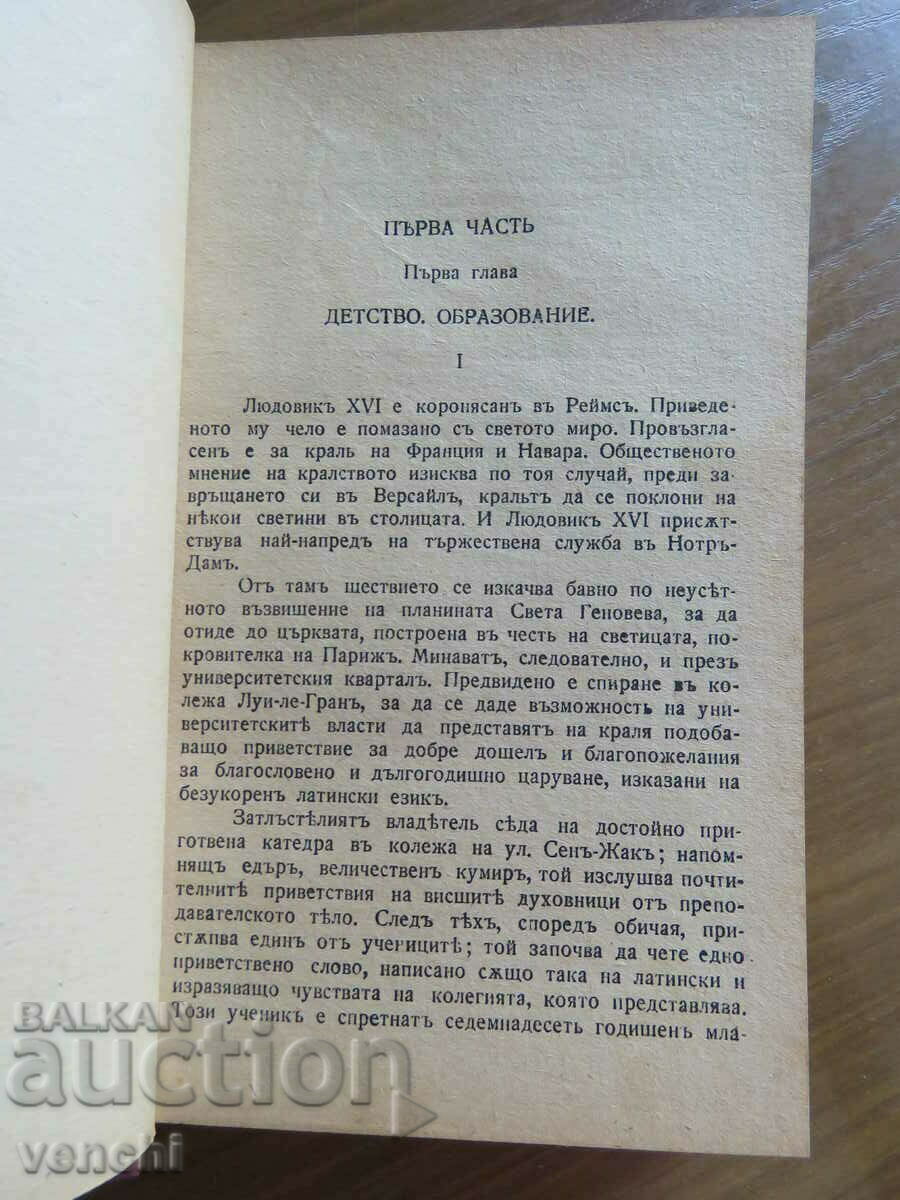 ПЪРВА ЧАСТЬ
Първа глава
ДЕТСТВО. ОБРАЗОВАНИЕ.
I
Людовикъ XVI е коронясанъ въ Реймсъ. Приведе-
ното му чело е помазано съ светото миро. Провъзгла-
сенъ е за краль на Франция и Навара. Общественото
мнение на кралството изисква по тоя случай, преди за-
връщането си въ Версайлъ, кральтъ да се поклони на
нѣкои светини въ столицата. И Людовикъ XVI присѫт-
ствува най-напредъ на тържествена служба въ Нотръ-
Дамъ.
Отъ тамъ шествието се изкачва бавно по неусѣт-
ното възвишение на планината Света Геновева, за да
отиде до църквата, построена въ честь на светицата, по-
кровителка на Парижъ. Минаватъ, следователно, и презъ
университетския кварталъ. Предвидено е спиране въ ко-
лежа Луи-ле-Гранъ, за да се даде възможность на уни-
верситетскитѣ власти да представятъ на краля подоба-
ващо приветствие за добре дошелъ и благопожелания
за благословено и дългогодишно царуване, изказани на
безукоренъ латински езикъ.
Затлъстѣлиятъ владѣтель сѣда на достойно при-
готвена катедра въ колежа на ул. Сенъ-Жакъ; напом-
нящъ едъръ, величественъ кумиръ, той изслушва почти-
телнитѣ приветствия на висшитѣ духовници отъ препо-
давателското тѣло. Следъ тѣхъ, споредъ обичая, при-
стѫпва единъ отъ ученицитѣ; той започва да чете едно
приветствено слово, написано сѫщо така на латински и
изразяващо чувствата на колегията, която представлява.
Този ученикъ е спретнатъ седемнадесеть годишенъ мла-
BALKAN
auction
venchi